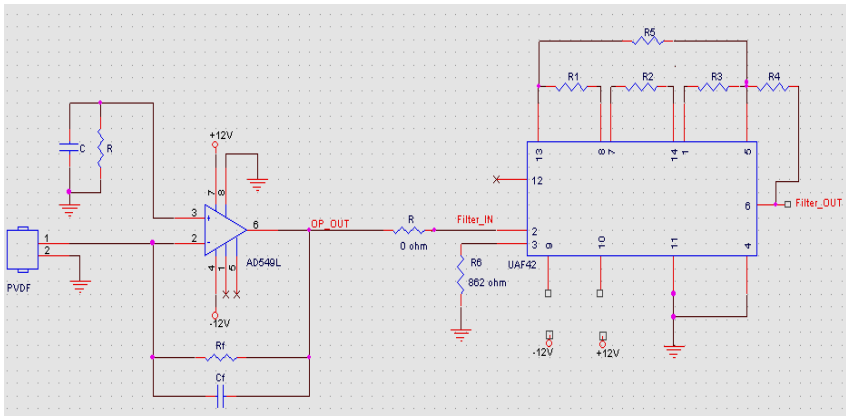 R5
R1
R2
R3
R4
13
8
7
14
1
5
C
R
+12V
7
8
12
3
6
OP_OUT
R
Filter_IN
2
6
Filter_OUT
1
2
2
0 ohm
3
4
1
5
AD549L
R6
UAF42
9
10
11
4
PVDF
862 ohm
-12V
Rf
-12V
+12V
Cf